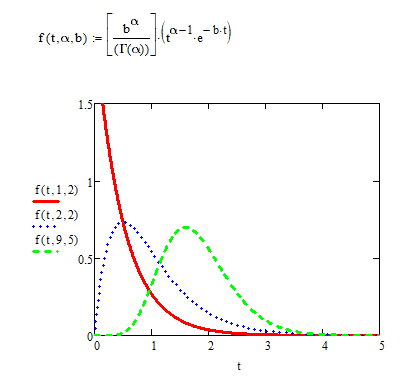 f(t,α,b) := [b^α/(Γ(α))]·(t^(α−1)·e^(−b·t))
1.5
1
f(t,1,2)
f(t,2,2)
f(t,9,5)
0.5
0
0 1 2 3 4 5
t